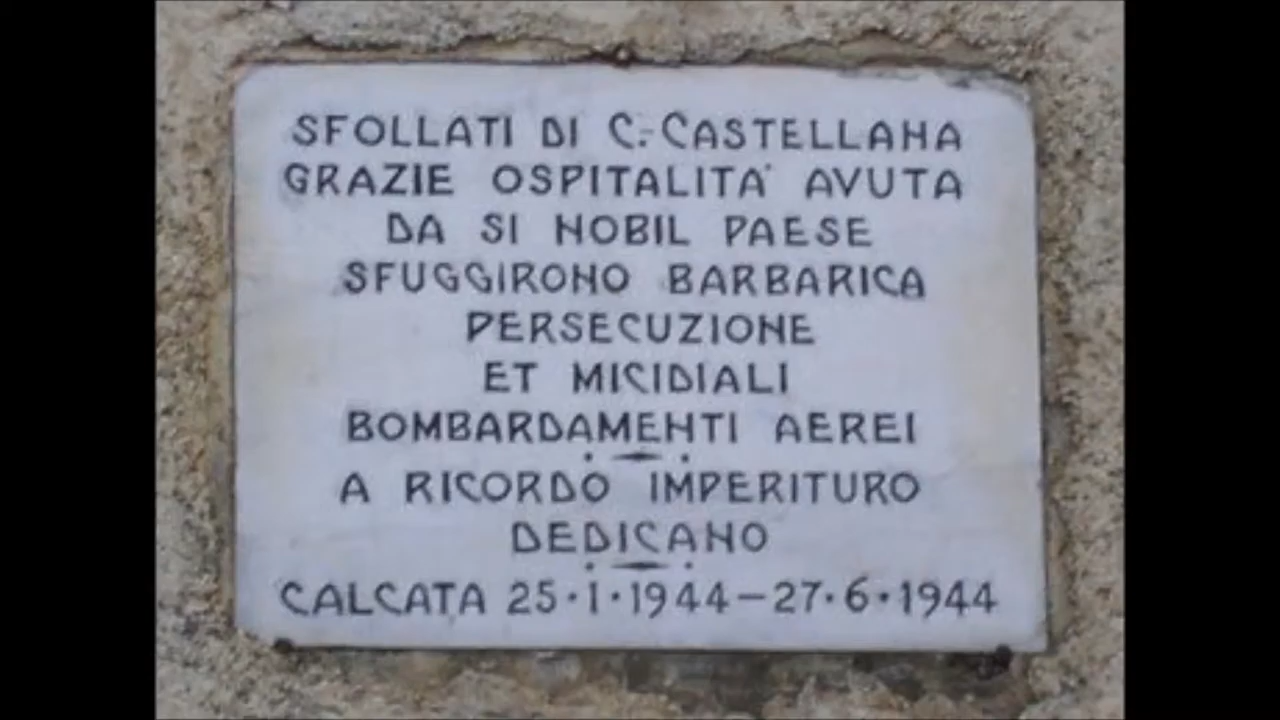 SFOLLATI DI C. CASTELLANA
GRAZIE OSPITALITA' AVUTA
DA SI NOBIL PAESE
SFUGGIRONO BARBARICA
PERSECUZIONE
ET MICIDIALI
BOMBARDAMENTI AEREI
A RICORDO IMPERITURO
DEDICANO
CALCATA 25·1·1944–27·6·1944